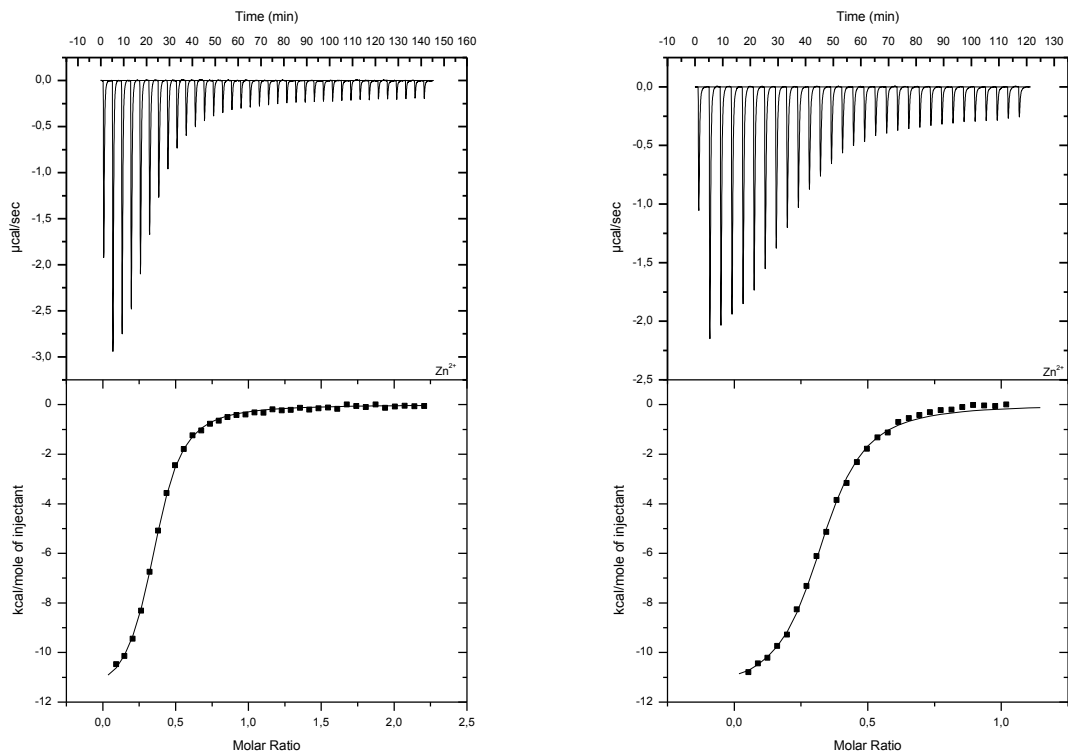 Time (min)
-10 0 10 20 30 40 50 60 70 80 90 100 110 120 130 140 150 160
0,0
-0,5
-1,0
-1,5
-2,0
-2,5
-3,0
µcal/sec
Zn²⁺
0
-2
-4
-6
-8
-10
-12
kcal/mole of injectant
0,0 0,5 1,0 1,5 2,0 2,5
Molar Ratio
Time (min)
-10 0 10 20 30 40 50 60 70 80 90 100 110 120 130
0,0
-0,5
-1,0
-1,5
-2,0
-2,5
µcal/sec
Zn²⁺
0
-2
-4
-6
-8
-10
-12
kcal/mole of injectant
0,0 0,5 1,0
Molar Ratio